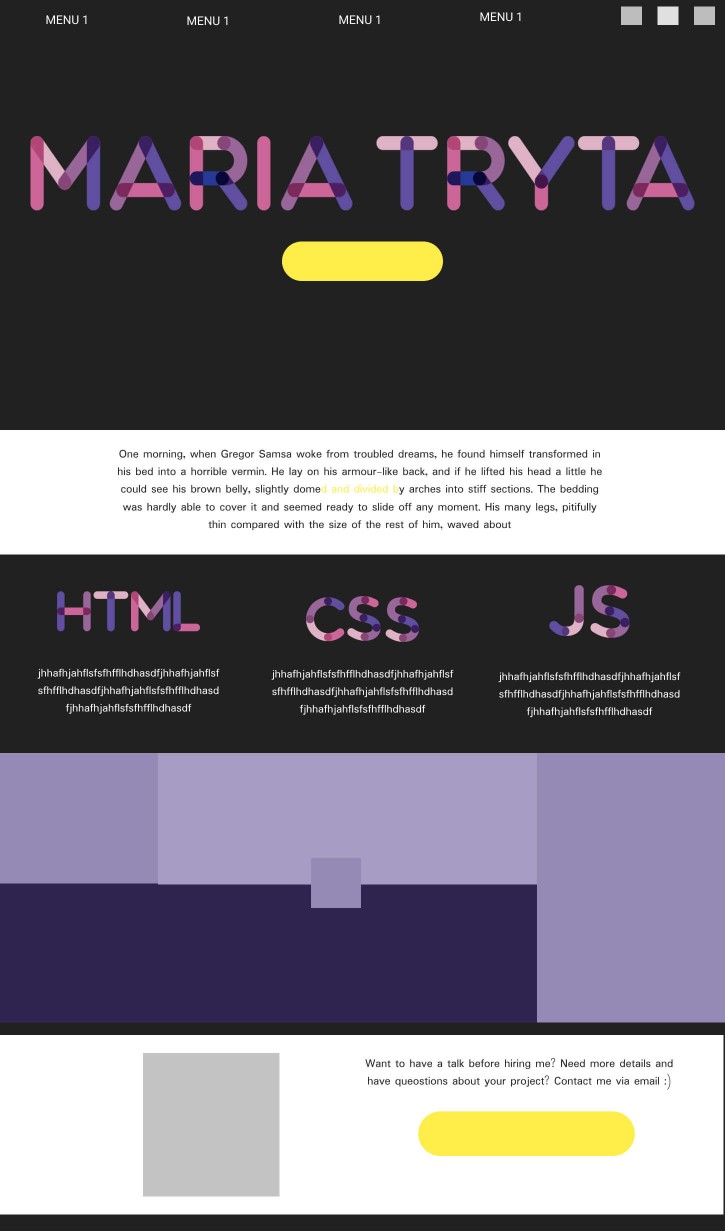 MENU 1 MENU 1 MENU 1 MENU 1
MARIA TRYTA
One morning, when Gregor Samsa woke from troubled dreams, he found himself transformed in
his bed into a horrible vermin. He lay on his armour-like back, and if he lifted his head a little he
could see his brown belly, slightly domed and divided by arches into stiff sections. The bedding
was hardly able to cover it and seemed ready to slide off any moment. His many legs, pitifully
thin compared with the size of the rest of him, waved about
HTML
jhhafhjahflsfsfhfflhdhasdfjhhafhjahflsf
sfhfflhdhasdfjhhafhjahflsfsfhfflhdhasd
fjhhafhjahflsfsfhfflhdhasdf
CSS
jhhafhjahflsfsfhfflhdhasdfjhhafhjahflsf
sfhfflhdhasdfjhhafhjahflsfsfhfflhdhasd
fjhhafhjahflsfsfhfflhdhasdf
JS
jhhafhjahflsfsfhfflhdhasdfjhhafhjahflsf
sfhfflhdhasdfjhhafhjahflsfsfhfflhdhasd
fjhhafhjahflsfsfhfflhdhasdf
Want to have a talk before hiring me? Need more details and
have queostions about your project? Contact me via email :)